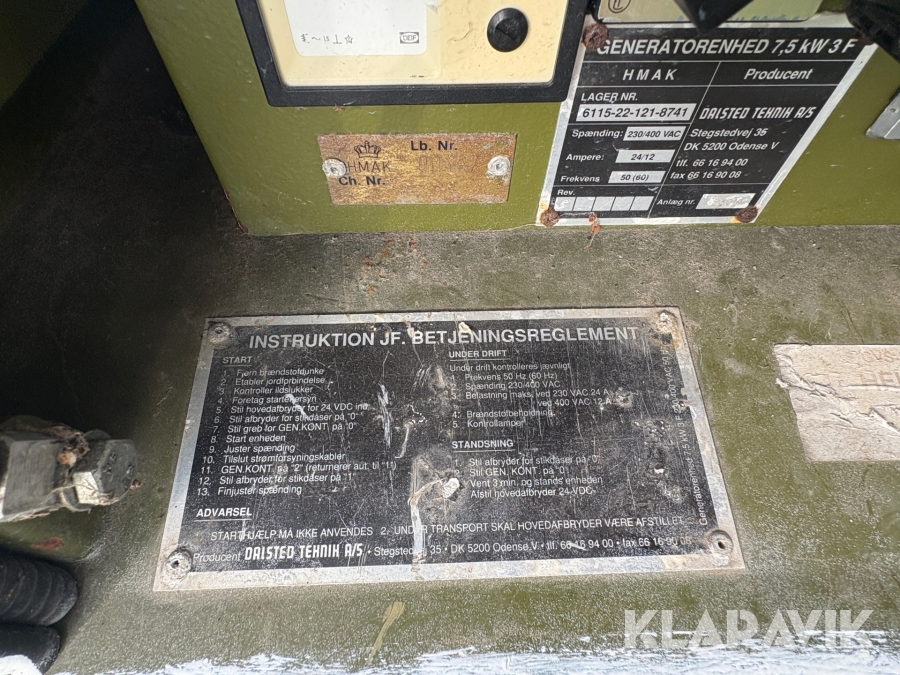 DEIF
GENERATORENHED 7,5 kW 3 F
HMAK
Producent
LAGER NR.
6115-22-121-8741
DALSTED TEKNIK A/S
Spænding: 230/400 VAC
Stegstedvej 35
DK 5200 Odense V
Ampere: 24/12
tlf. 66 16 94 00
Frekvens 50 (60)
fax 66 16 90 08
Rev.
Anlæg nr.
Lb. Nr.
HMAK
Ch. Nr.
INSTRUKTION JF. BETJENINGSREGLEMENT
START
1. Fjern brændstofdunke
2. Etabler jordforbindelse
3. Kontroller ildslukker
4. Foretag starteftersyn
5. Stil hovedafbryder for 24 VDC ind
6. Stil afbryder for stikdåser på "0"
7. Stil greb for GEN.KONT. på "0"
8. Start enheden
9. Juster spænding
10. Tilslut strømforsyningskabler
11. GEN.KONT. på "2" (returnerer aut. til "1")
12. Stil afbryder for stikdåser på "1"
13. Finjuster spænding
UNDER DRIFT
Under drift kontrolleres jævnligt
1. Frekvens 50 Hz (60 Hz)
2. Spænding 230/400 VAC
3. Belastning maks. ved 230 VAC 24 A
ved 400 VAC 12 A
4. Brændstofbeholdning
5. Kontrollamper
STANDSNING
1. Stil afbryder for stikdåser på "0"
2. Stil GEN. KONT. på "0"
3. Vent 3 min. og stands enheden
Afstil hovedafbryder 24 VDC
ADVARSEL
STARTHJÆLP MÅ IKKE ANVENDES 2.- UNDER TRANSPORT SKAL HOVEDAFBRYDER VÆRE AFSTILLET
Producent DALSTED TEKNIK A/S • Stegstedvej 35 • DK 5200 Odense V • tlf. 66 16 94 00 • fax 66 16 90 08
Generatorenhed 7,5 kW 3 F
KLARAVIK